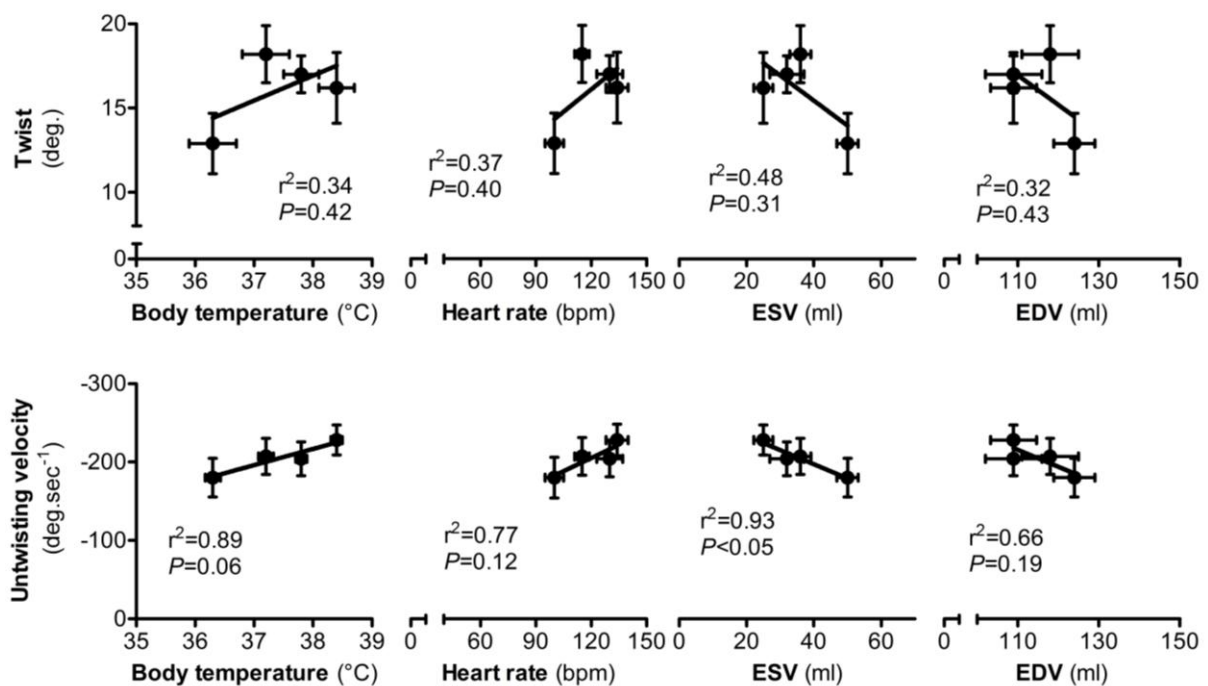 20
15
10
0
Twist
(deg.)
r²=0.34
P=0.42
r²=0.37
P=0.40
r²=0.48
P=0.31
r²=0.32
P=0.43
35 36 37 38 39
0 60 90 120 150
0 20 40 60
0 110 130 150
Body temperature (°C)
Heart rate (bpm)
ESV (ml)
EDV (ml)
-300
-200
-100
0
Untwisting velocity
(deg.sec⁻¹)
r²=0.89
P=0.06
r²=0.77
P=0.12
r²=0.93
P<0.05
r²=0.66
P=0.19
35 36 37 38 39
0 60 90 120 150
0 20 40 60
0 110 130 150
Body temperature (°C)
Heart rate (bpm)
ESV (ml)
EDV (ml)